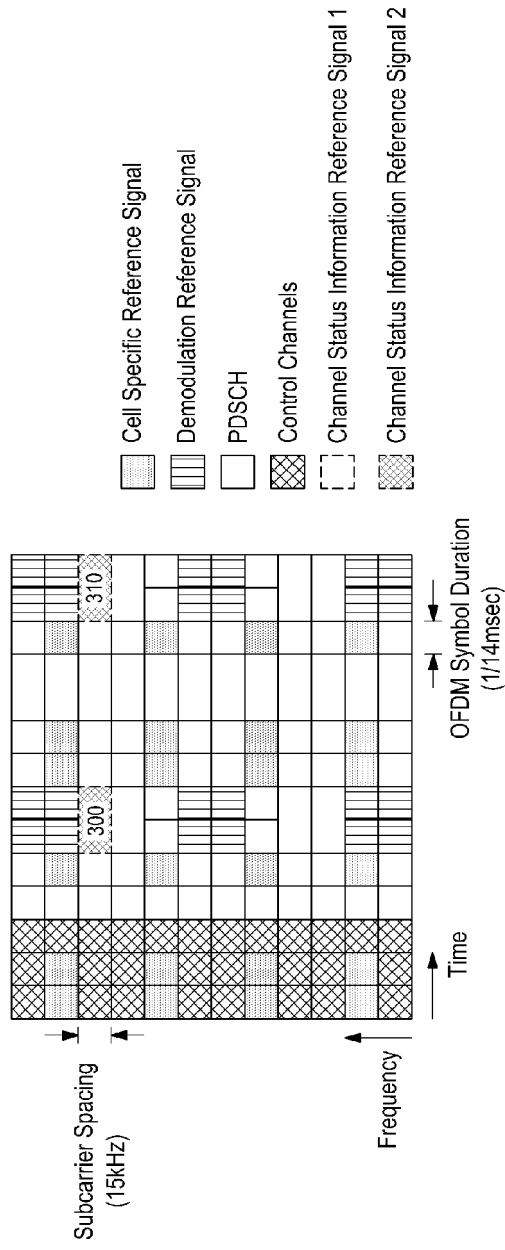 Subcarrier Spacing
(15kHz)
300
310
Frequency
Time
OFDM Symbol Duration
(1/14msec)
Cell Specific Reference Signal
Demodulation Reference Signal
PDSCH
Control Channels
Channel Status Information Reference Signal 1
Channel Status Information Reference Signal 2